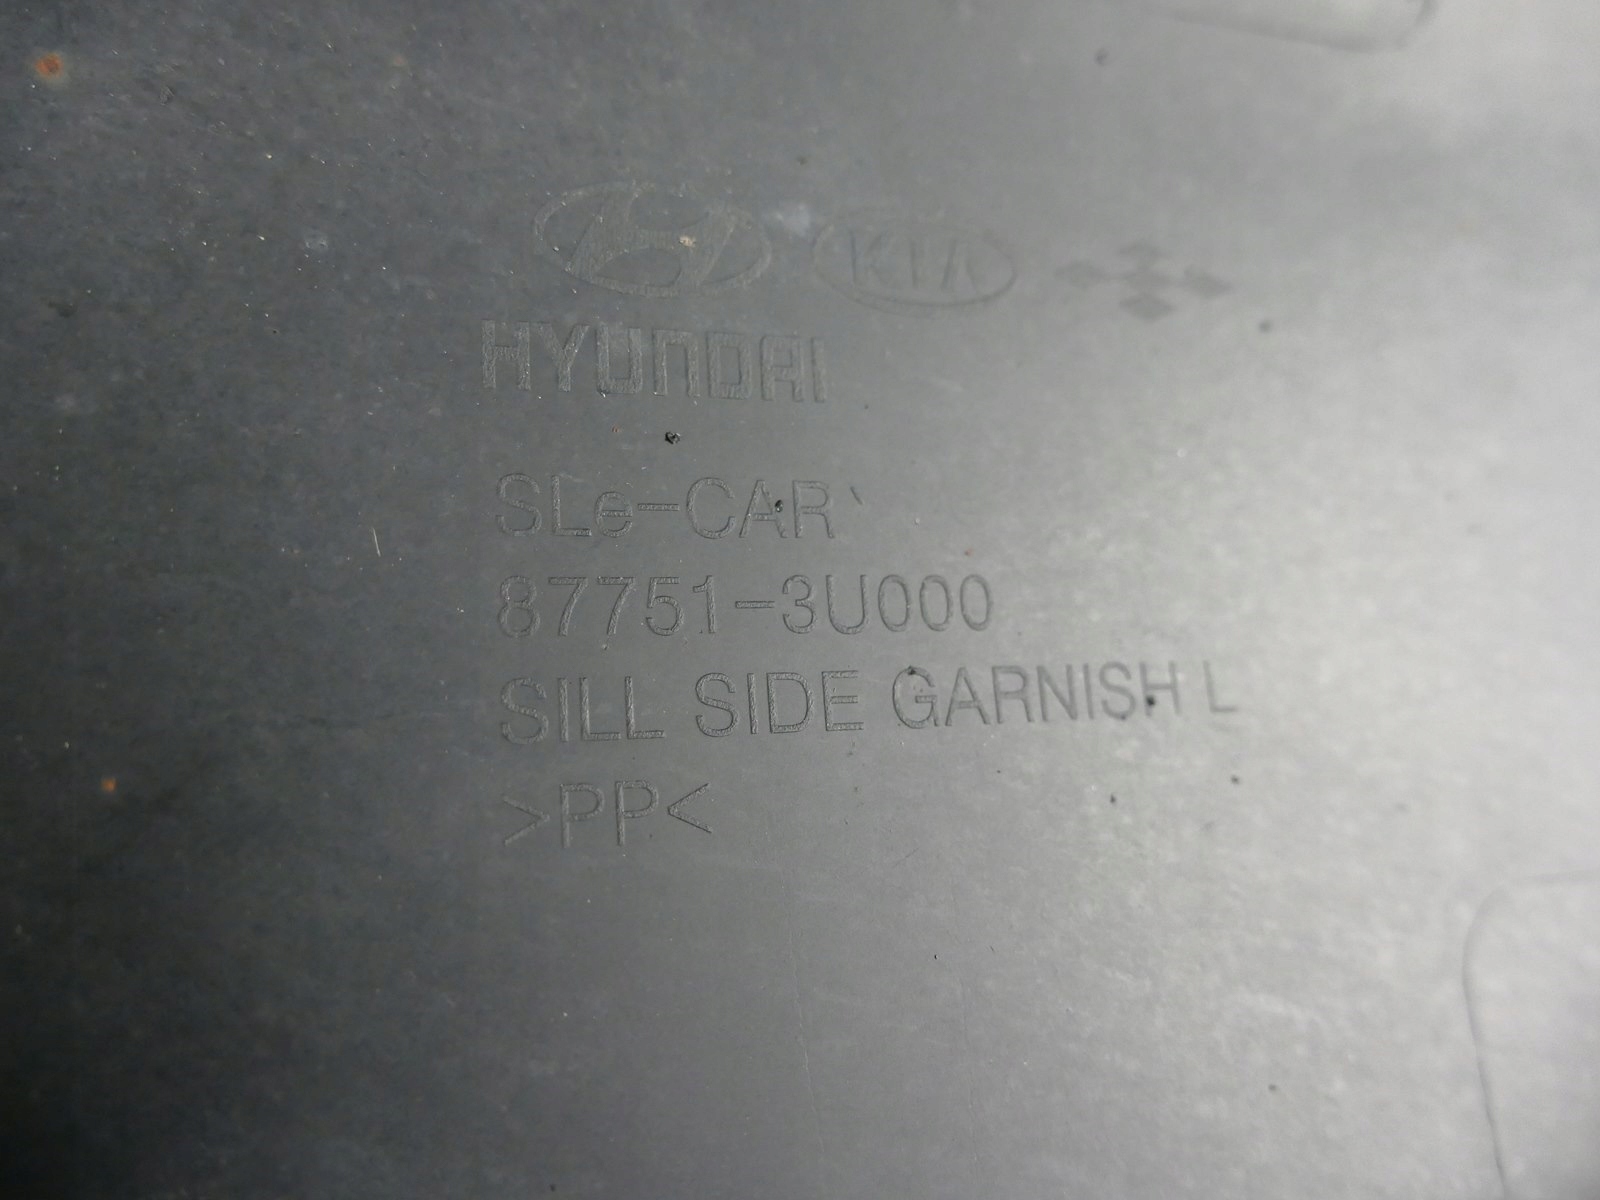 KIA
HYUNDAI
SLe-CAR
87751-3U000
SILL SIDE GARNISH L
>PP<